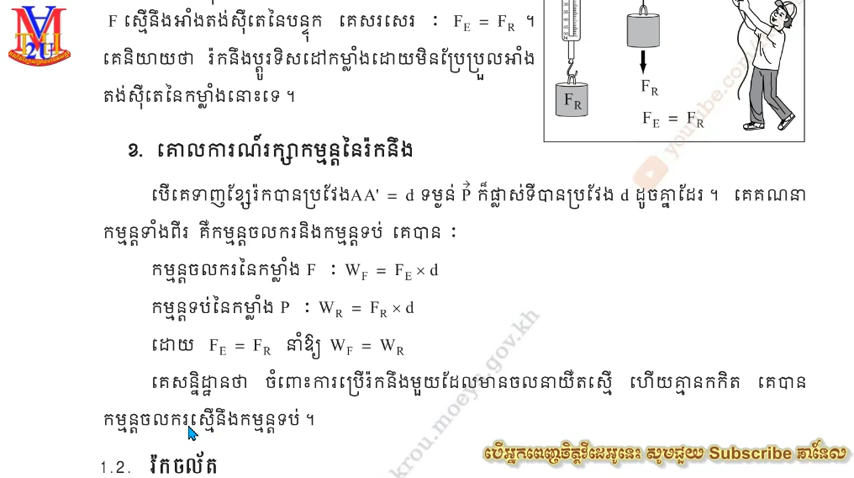 F ស្មើនឹងអាំងតង់ស៊ីតេនៃបន្ទុក គេសរសេរ : F_E = F_R ។
គេនិយាយថា រ៉កនឹងប្ដូរទិសដៅកម្លាំងដោយមិនប្រែប្រួលអាំង
តង់ស៊ីតេនៃកម្លាំងនោះទេ ។
F_R
F_R
F_E = F_R
ខ. គោលការណ៍រក្សាកម្មន្តនៃរ៉កនឹង
បើគេទាញខ្សែរ៉កបានប្រវែងAA' = d ទម្ងន់ P⃗ ក៏ផ្លាស់ទីបានប្រវែង d ដូចគ្នាដែរ ។ គេគណនា
កម្មន្តទាំងពីរ គឺកម្មន្តចលករនិងកម្មន្តទប់ គេបាន :
កម្មន្តចលករនៃកម្លាំង F : W_F = F_E × d
កម្មន្តទប់នៃកម្លាំង P : W_R = F_R × d
ដោយ F_E = F_R នាំឱ្យ W_F = W_R
គេសន្និដ្ឋានថា ចំពោះការប្រើរ៉កនឹងមួយដែលមានចលនាយឺតស្មើ ហើយគ្មានកកិត គេបាន
កម្មន្តចលករស្មើនឹងកម្មន្តទប់ ។
1.2. រ៉កចល័ត
krou.moeys.gov.kh
បើអ្នកពេញចិត្តវីដេអូនេះ សូមជួយ Subscribe ឆានែល